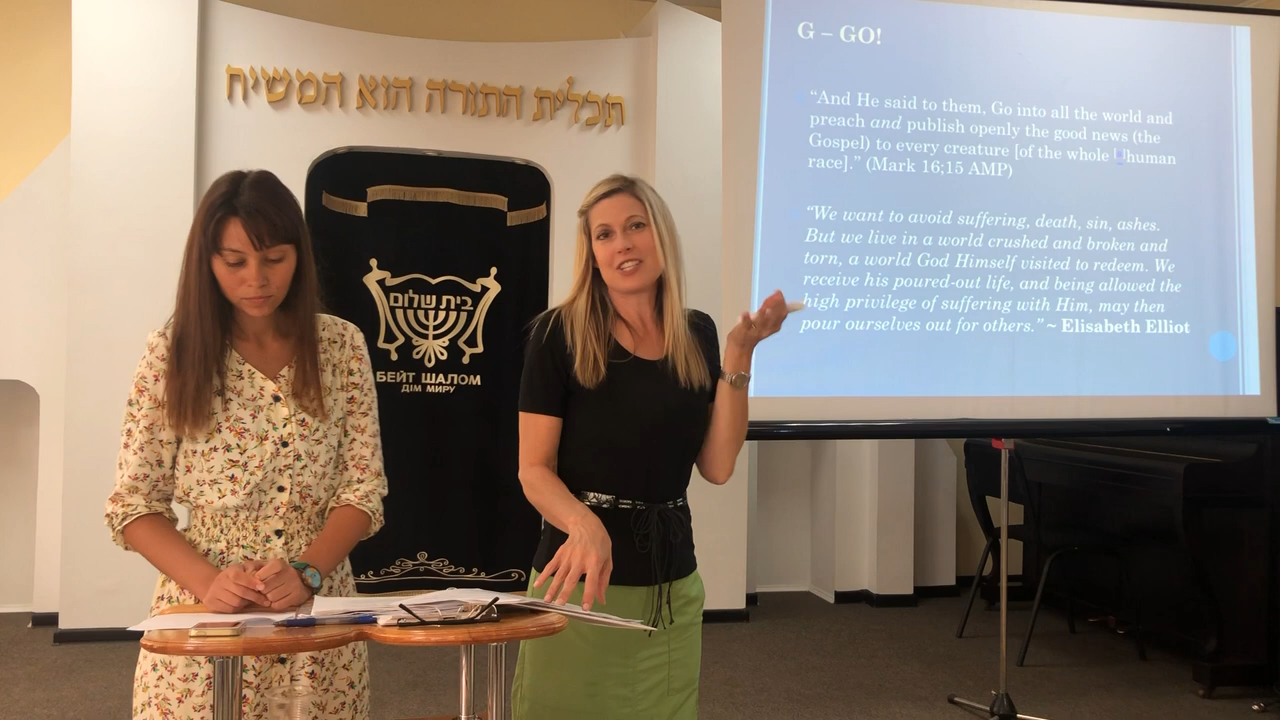 תכלית התורה הוא המשיח
בית שלום
БЕЙТ ШАЛОМ
ДІМ МИРУ
G – GO!
“And He said to them, Go into all the world and
preach and publish openly the good news (the
Gospel) to every creature [of the whole human
race].” (Mark 16;15 AMP)
“We want to avoid suffering, death, sin, ashes.
But we live in a world crushed and broken and
torn, a world God Himself visited to redeem. We
receive his poured-out life, and being allowed the
high privilege of suffering with Him, may then
pour ourselves out for others.” ~ Elisabeth Elliot